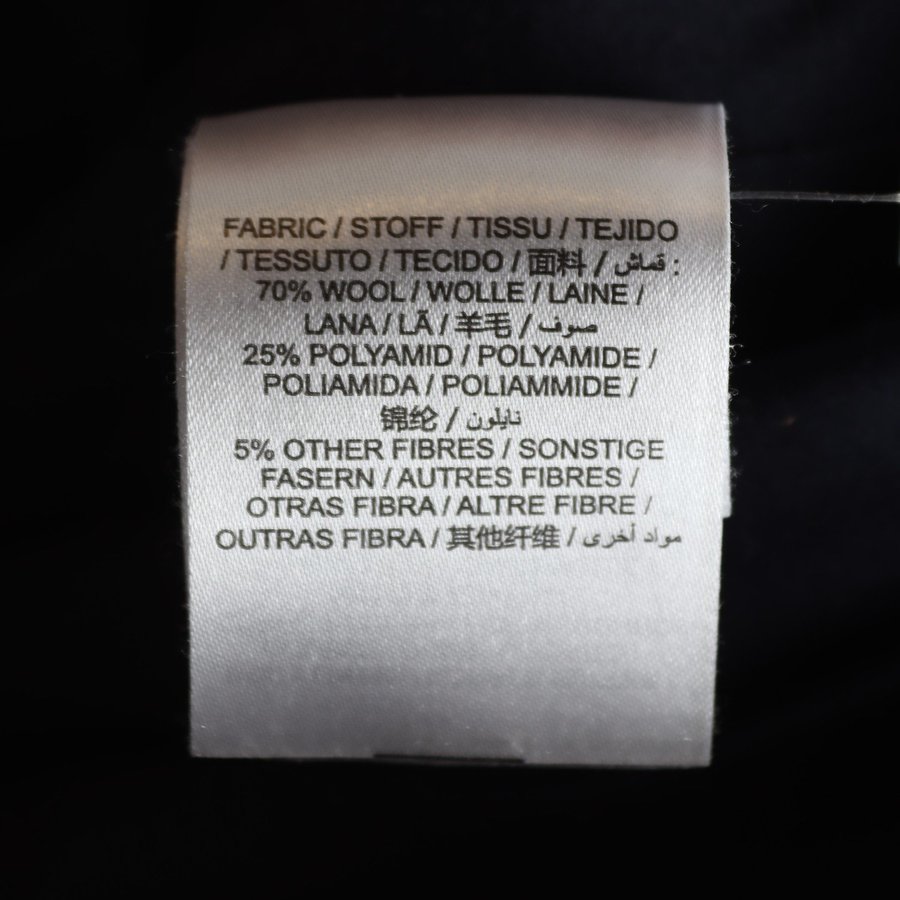 FABRIC / STOFF / TISSU / TEJIDO
/ TESSUTO / TECIDO / 面料 / قماش :
70% WOOL / WOLLE / LAINE /
LANA / LÃ / 羊毛 / صوف
25% POLYAMID / POLYAMIDE /
POLIAMIDA / POLIAMMIDE /
锦纶 / نايلون
5% OTHER FIBRES / SONSTIGE
FASERN / AUTRES FIBRES /
OTRAS FIBRA / ALTRE FIBRE /
OUTRAS FIBRA / 其他纤维 / مواد أخرى